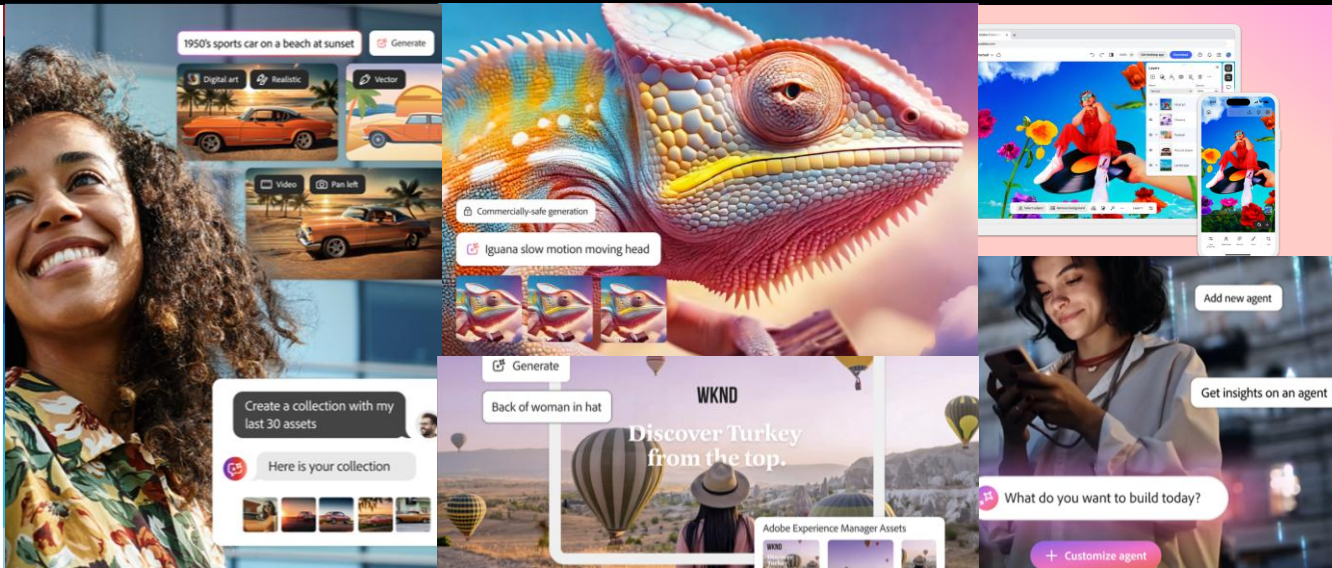 1950's sports car on a beach at sunset
Generate
Digital art
Realistic
Vector
Video
Pan left
Create a collection with my
last 30 assets
Here is your collection
Commercially-safe generation
Iguana slow motion moving head
Generate
Back of woman in hat
WKND
Discover Turkey
from the top.
Adobe Experience Manager Assets
WKND
Layers
Add new agent
Get insights on an agent
What do you want to build today?
+ Customize agent